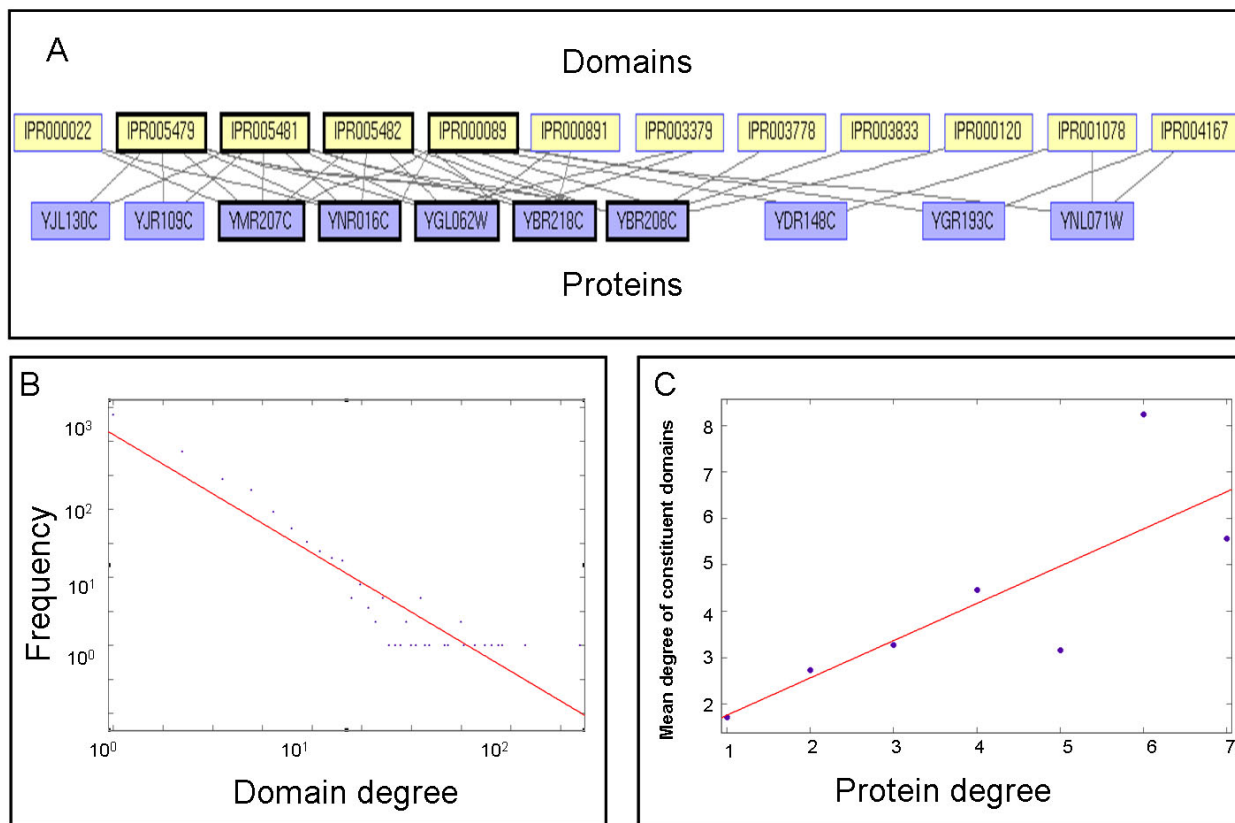 A
Domains
IPR000022 IPR005479 IPR005481 IPR005482 IPR000089 IPR000891 IPR003379 IPR003778 IPR003833 IPR000120 IPR001078 IPR004167
YJL130C YJR109C YMR207C YNR016C YGL062W YBR218C YBR208C YDR148C YGR193C YNL071W
Proteins
B
Frequency
10³
10²
10¹
10⁰
10⁰ 10¹ 10²
Domain degree
C
Mean degree of constituent domains
8
7
6
5
4
3
2
1 2 3 4 5 6 7
Protein degree